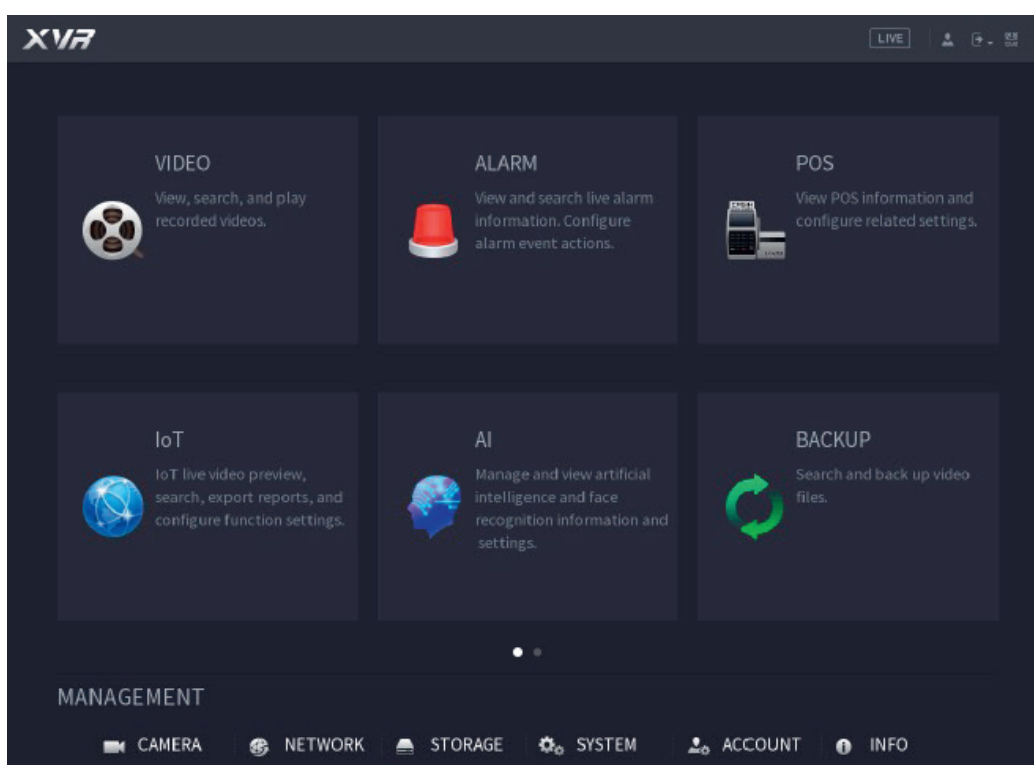 XVR
LIVE
VIDEO
View, search, and play
recorded videos.
ALARM
View and search live alarm
information. Configure
alarm event actions.
POS
View POS information and
configure related settings.
IoT
IoT live video preview,
search, export reports, and
configure function settings.
AI
Manage and view artificial
intelligence and face
recognition information and
settings.
BACKUP
Search and back up video
files.
MANAGEMENT
CAMERA NETWORK STORAGE SYSTEM ACCOUNT INFO